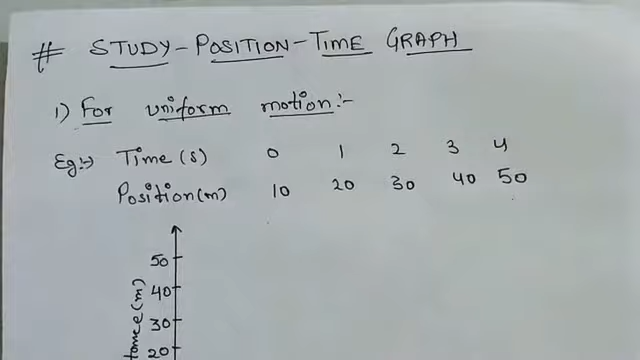 # STUDY-POSITION-TIME GRAPH
1) For uniform motion:-
Eg:-) Time (s) 0 1 2 3 4
Position(m) 10 20 30 40 50
50
40
30
20
(m)